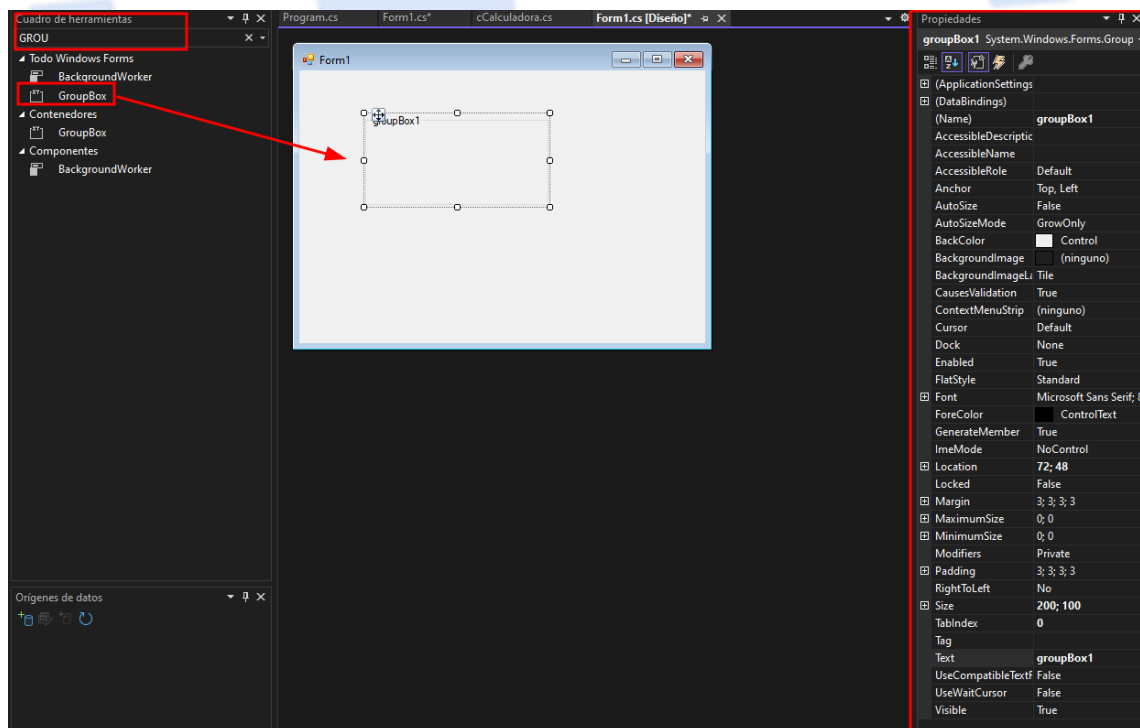 Cuadro de herramientas
GROU
Todo Windows Forms
BackgroundWorker
GroupBox
Contenedores
GroupBox
Componentes
BackgroundWorker
Orígenes de datos
Program.cs Form1.cs* cCalculadora.cs Form1.cs [Diseño]*
Form1
groupBox1
Propiedades
groupBox1 System.Windows.Forms.Group
(ApplicationSettings
(DataBindings)
(Name) groupBox1
AccessibleDescriptic
AccessibleName
AccessibleRole Default
Anchor Top, Left
AutoSize False
AutoSizeMode GrowOnly
BackColor Control
BackgroundImage (ninguno)
BackgroundImageLa Tile
CausesValidation True
ContextMenuStrip (ninguno)
Cursor Default
Dock None
Enabled True
FlatStyle Standard
Font Microsoft Sans Serif; 8
ForeColor ControlText
GenerateMember True
ImeMode NoControl
Location 72; 48
Locked False
Margin 3; 3; 3; 3
MaximumSize 0; 0
MinimumSize 0; 0
Modifiers Private
Padding 3; 3; 3; 3
RightToLeft No
Size 200; 100
TabIndex 0
Tag
Text groupBox1
UseCompatibleTextR False
UseWaitCursor False
Visible True